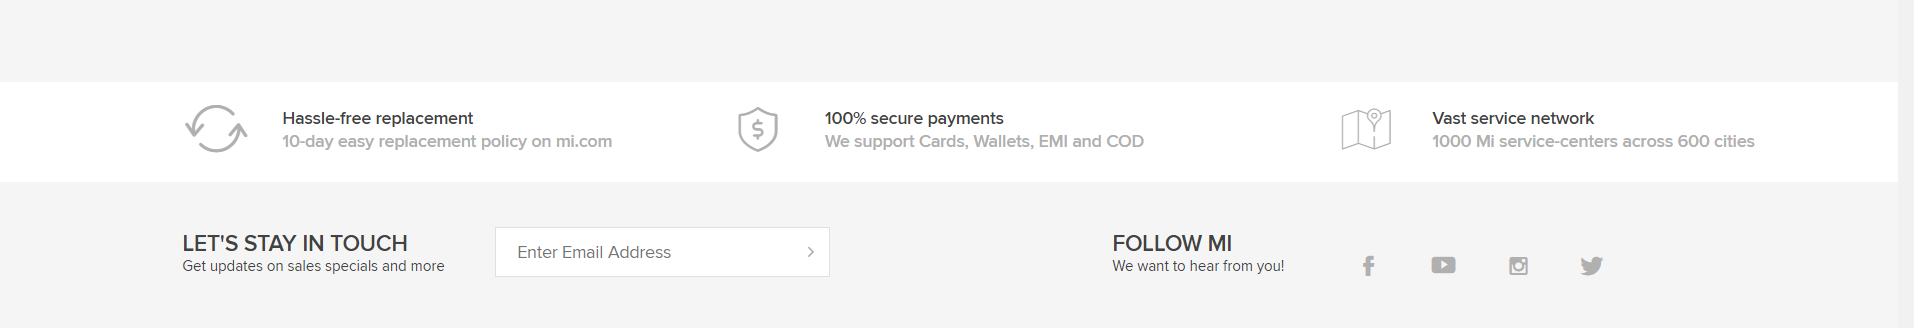 Hassle-free replacement
10-day easy replacement policy on mi.com
100% secure payments
We support Cards, Wallets, EMI and COD
Vast service network
1000 Mi service-centers across 600 cities
LET'S STAY IN TOUCH
Get updates on sales specials and more
Enter Email Address
FOLLOW MI
We want to hear from you!